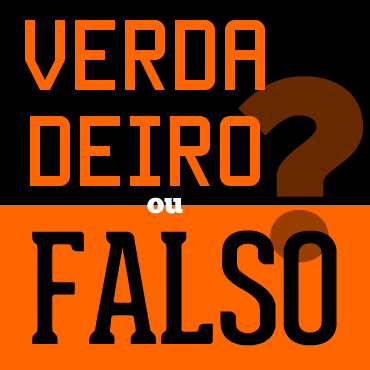 VERDA
DEIRO
ou
FALSO
?